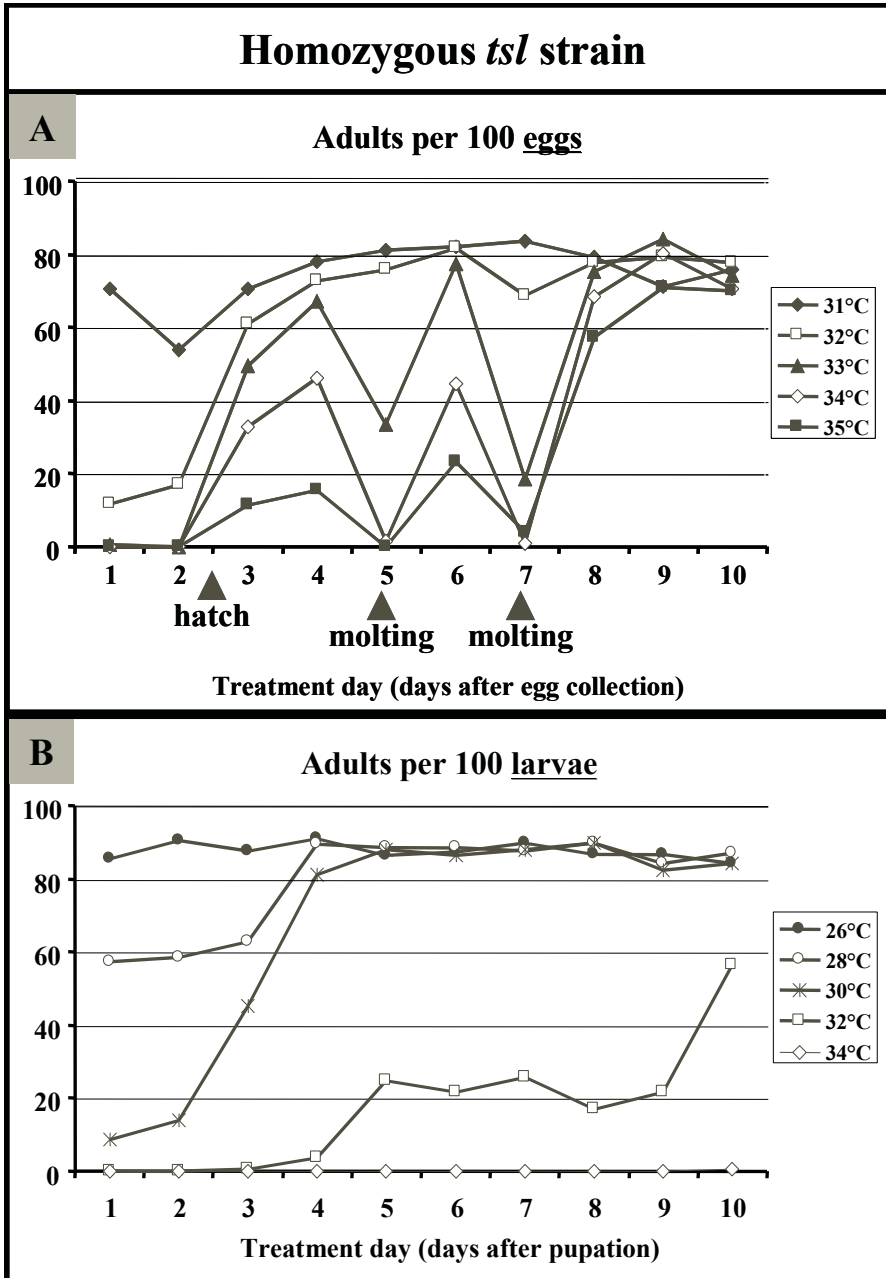 Homozygous tsl strain
A
Adults per 100 eggs
100
80
60
40
20
0
1 2 3 4 5 6 7 8 9 10
hatch
molting molting
Treatment day (days after egg collection)
31°C
32°C
33°C
34°C
35°C
B
Adults per 100 larvae
100
80
60
40
20
0
1 2 3 4 5 6 7 8 9 10
Treatment day (days after pupation)
26°C
28°C
30°C
32°C
34°C